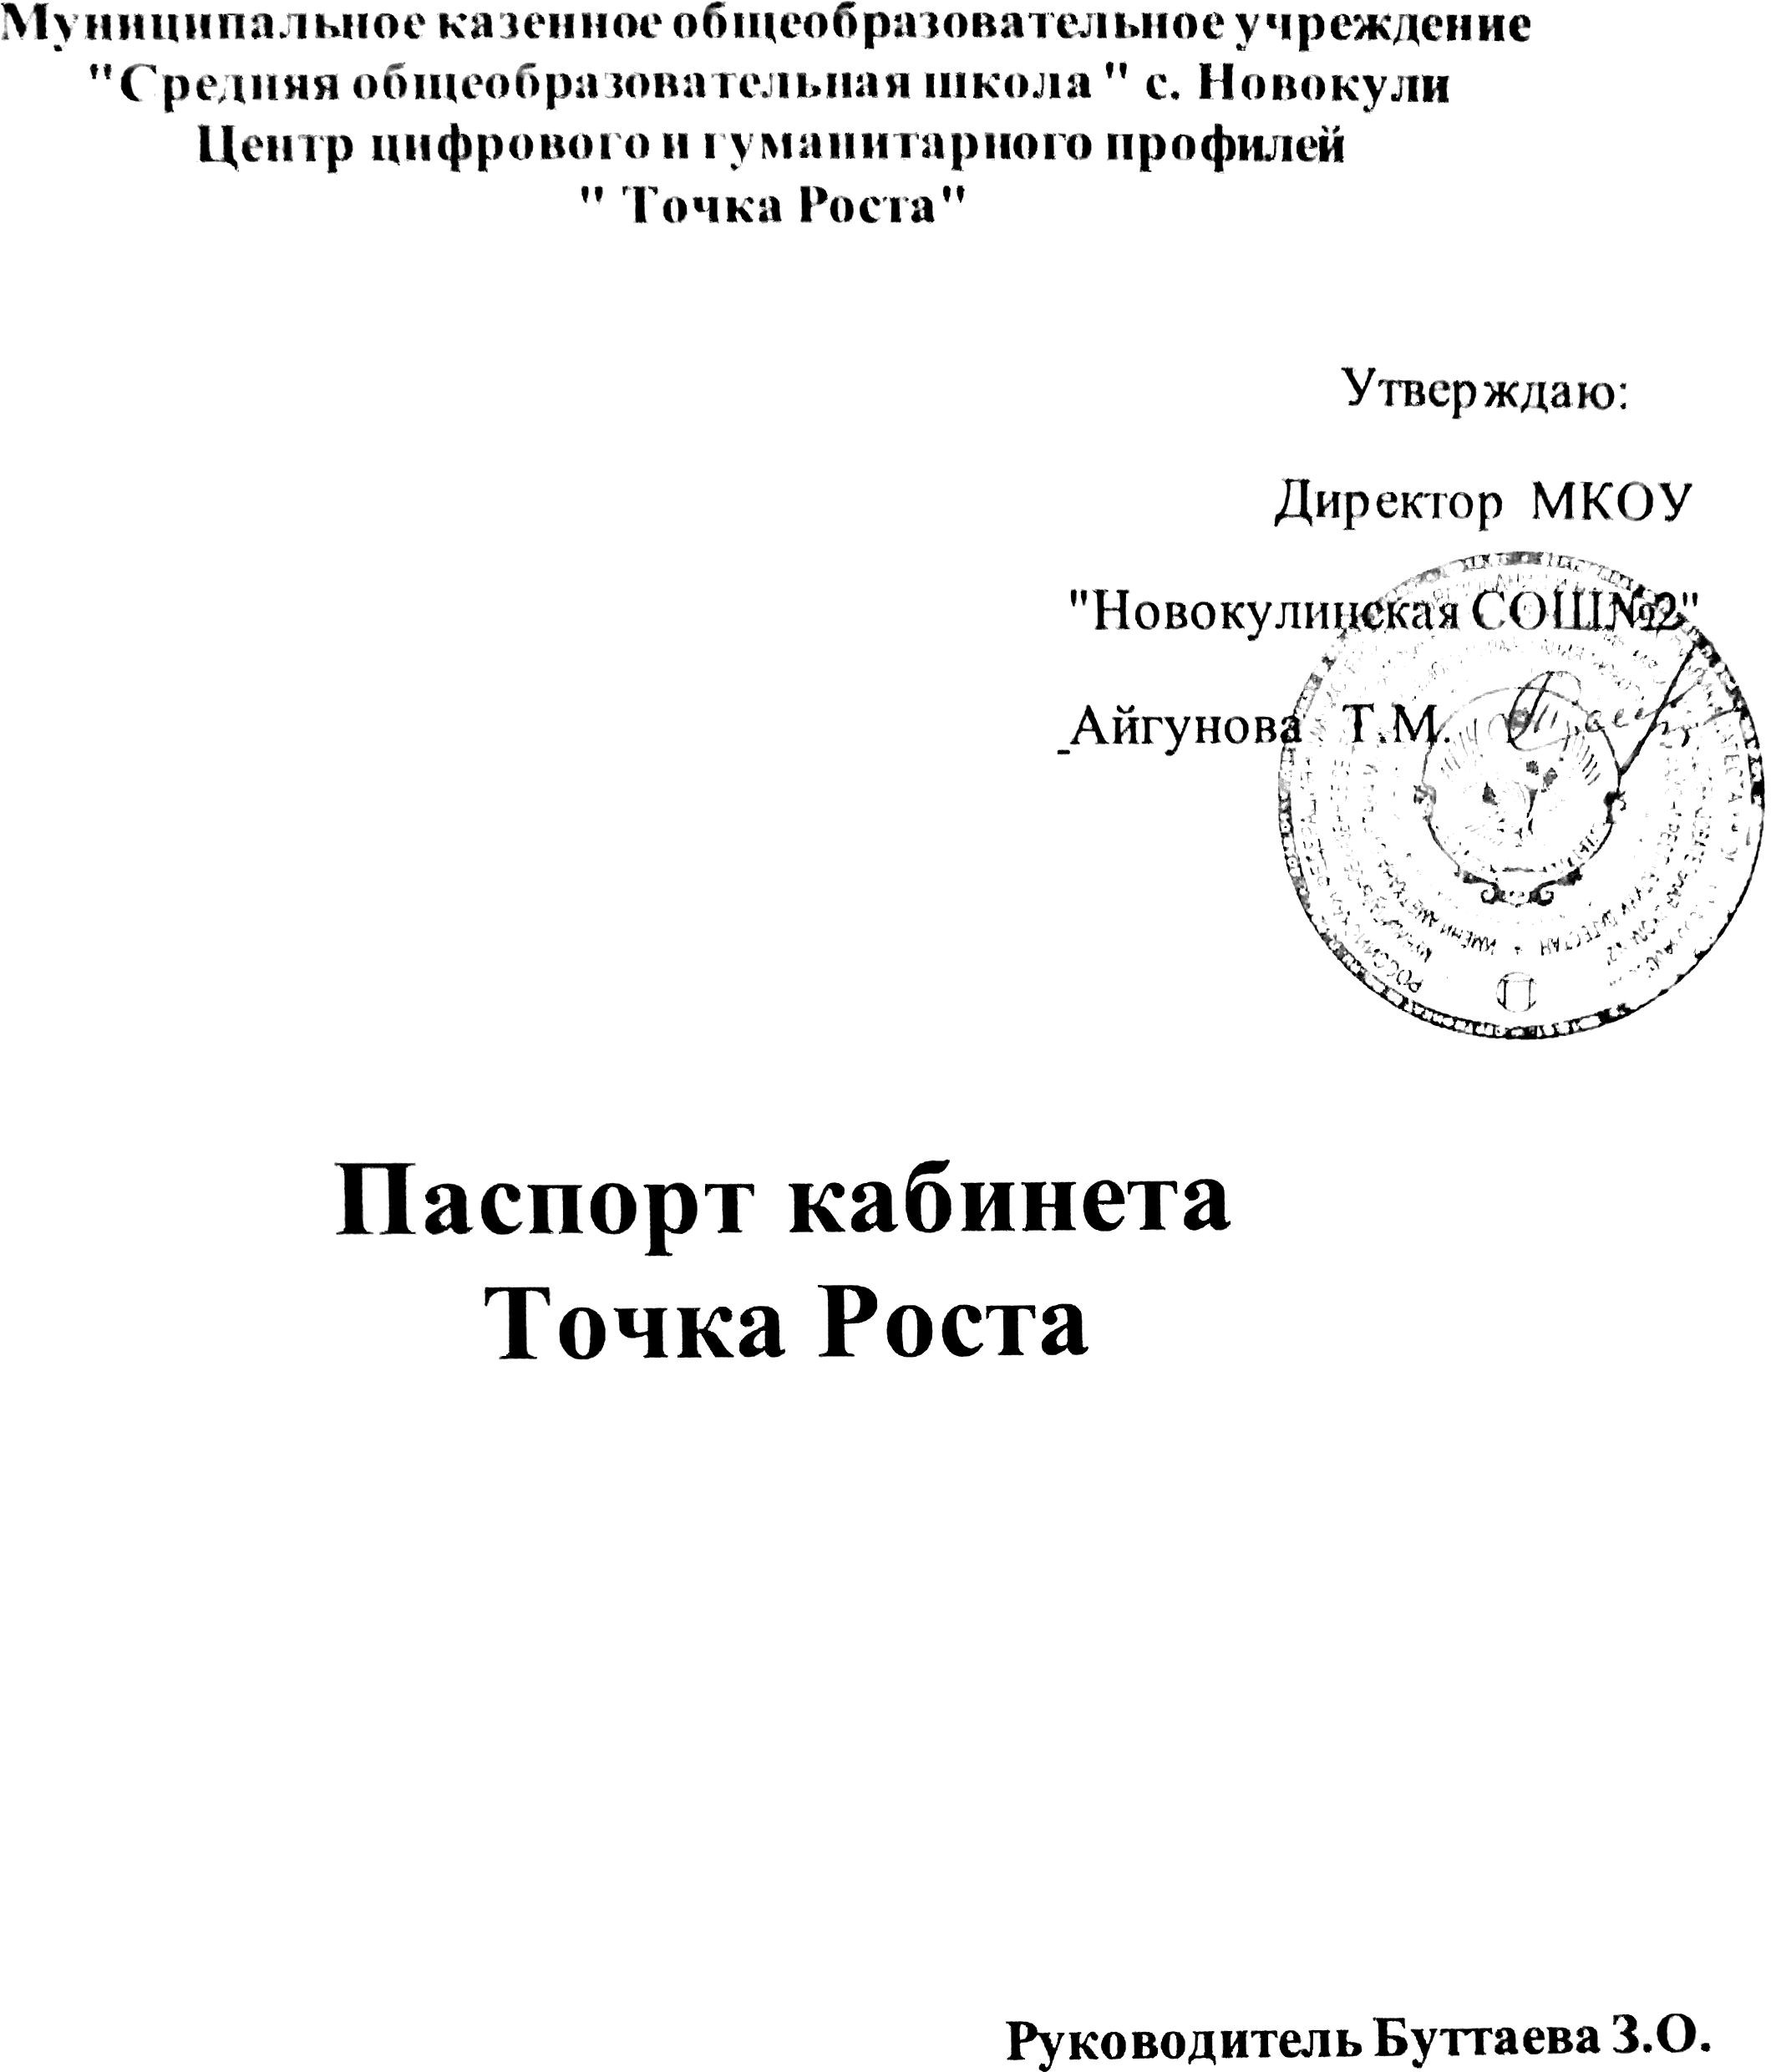 Муниципальное казенное общеобразовательное учреждение
"Средняя общеобразовательная школа " с. Новокули
Центр цифрового и гуманитарного профилей
" Точка Роста"
Утверждаю:
Директор МКОУ
"Новокулинская СОШ№2"
Айгунова Т.М.
Паспорт кабинета
Точка Роста
Руководитель Буттаева З.О.